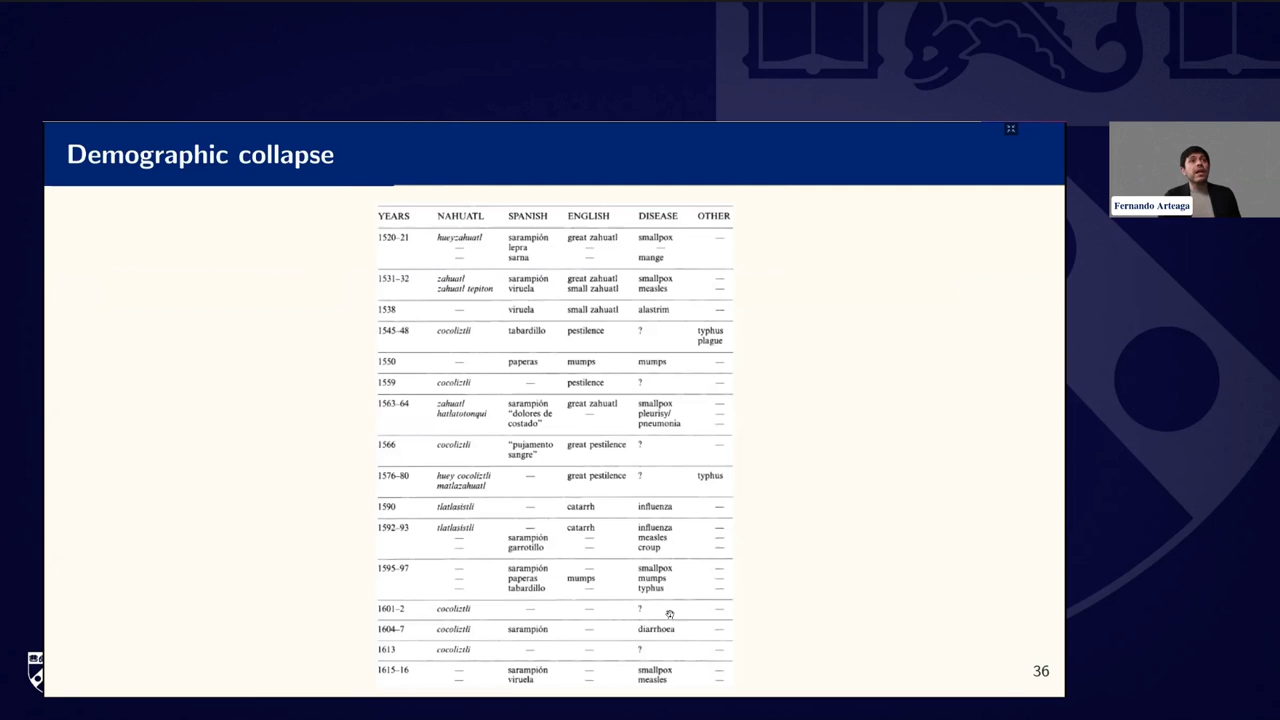 Demographic collapse
Fernando Arteaga
YEARS NAHUATL SPANISH ENGLISH DISEASE OTHER
1520–21 hueyzahuatl sarampión great zahuatl smallpox —
— lepra — —
— sarna — mange
1531–32 zahuatl sarampión great zahuatl smallpox —
zahuatl tepiton viruela small zahuatl measles —
1538 — viruela small zahuatl alastrim —
1545–48 cocoliztli tabardillo pestilence ? typhus
plague
1550 — paperas mumps mumps —
1559 cocoliztli — pestilence ? —
1563–64 zahuatl sarampión great zahuatl smallpox —
hatlatotonqui "dolores de — pleurisy/ —
costado" pneumonia —
1566 cocoliztli "pujamento great pestilence ? —
sangre"
1576–80 huey cocoliztli — great pestilence ? typhus
matlazahuatl
1590 tlatlasistli — catarrh influenza —
1592–93 tlatlasistli — catarrh influenza —
— sarampión — measles —
— garrotillo — croup —
1595–97 — sarampión — smallpox —
— paperas mumps mumps —
— tabardillo — typhus —
1601–2 cocoliztli — — ? —
1604–7 cocoliztli sarampión — diarrhoea —
1613 cocoliztli — — ? —
1615–16 — sarampión — smallpox —
— viruela — measles —
36